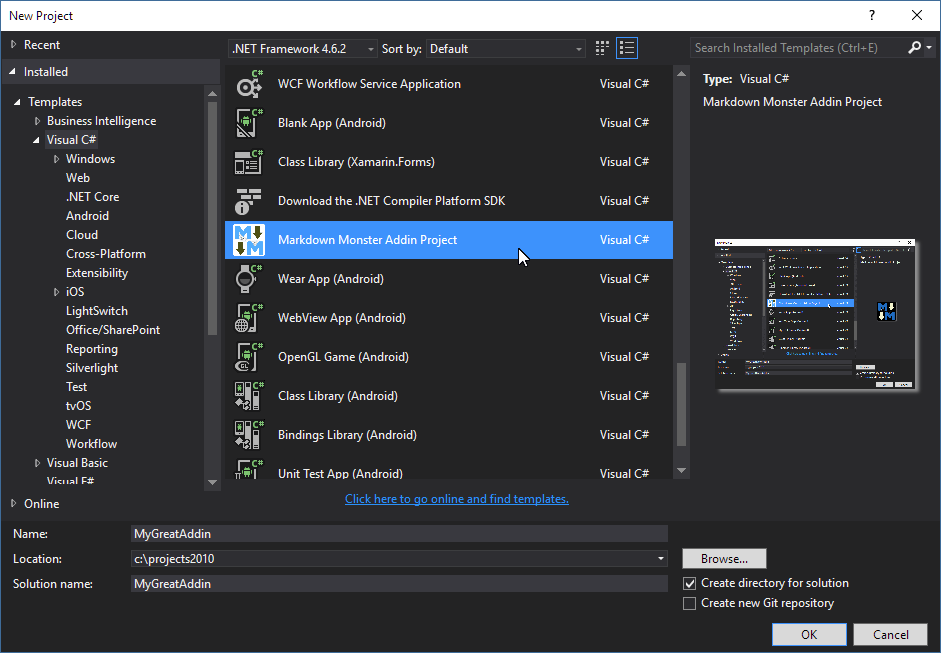 New Project
?
Recent
Installed
Templates
Business Intelligence
Visual C#
Windows
Web
.NET Core
Android
Cloud
Cross-Platform
Extensibility
iOS
LightSwitch
Office/SharePoint
Reporting
Silverlight
Test
tvOS
WCF
Workflow
Visual Basic
Visual F#
Online
.NET Framework 4.6.2 Sort by: Default
WCF Workflow Service Application Visual C#
Blank App (Android) Visual C#
Class Library (Xamarin.Forms) Visual C#
Download the .NET Compiler Platform SDK Visual C#
Markdown Monster Addin Project Visual C#
Wear App (Android) Visual C#
WebView App (Android) Visual C#
OpenGL Game (Android) Visual C#
Class Library (Android) Visual C#
Bindings Library (Android) Visual C#
Unit Test App (Android) Visual C#
Click here to go online and find templates.
Search Installed Templates (Ctrl+E)
Type: Visual C#
Markdown Monster Addin Project
Name: MyGreatAddin
Location: c:\projects2010
Browse...
Solution name: MyGreatAddin
Create directory for solution
Create new Git repository
OK Cancel